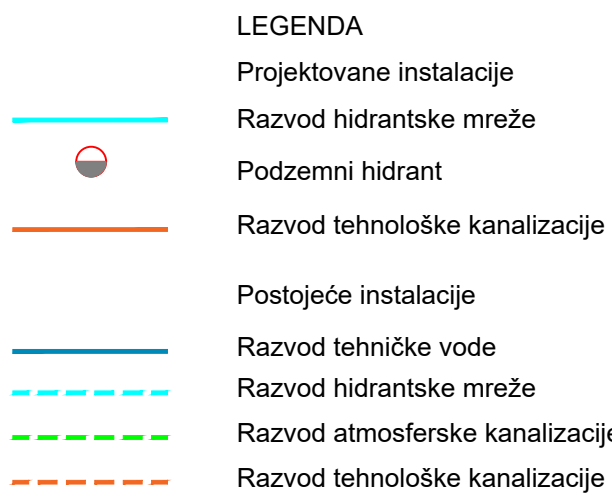 LEGENDA
Projektovane instalacije
Razvod hidrantske mreže
Podzemni hidrant
Razvod tehnološke kanalizacije
Postojeće instalacije
Razvod tehničke vode
Razvod hidrantske mreže
Razvod atmosferske kanalizacije
Razvod tehnološke kanalizacije